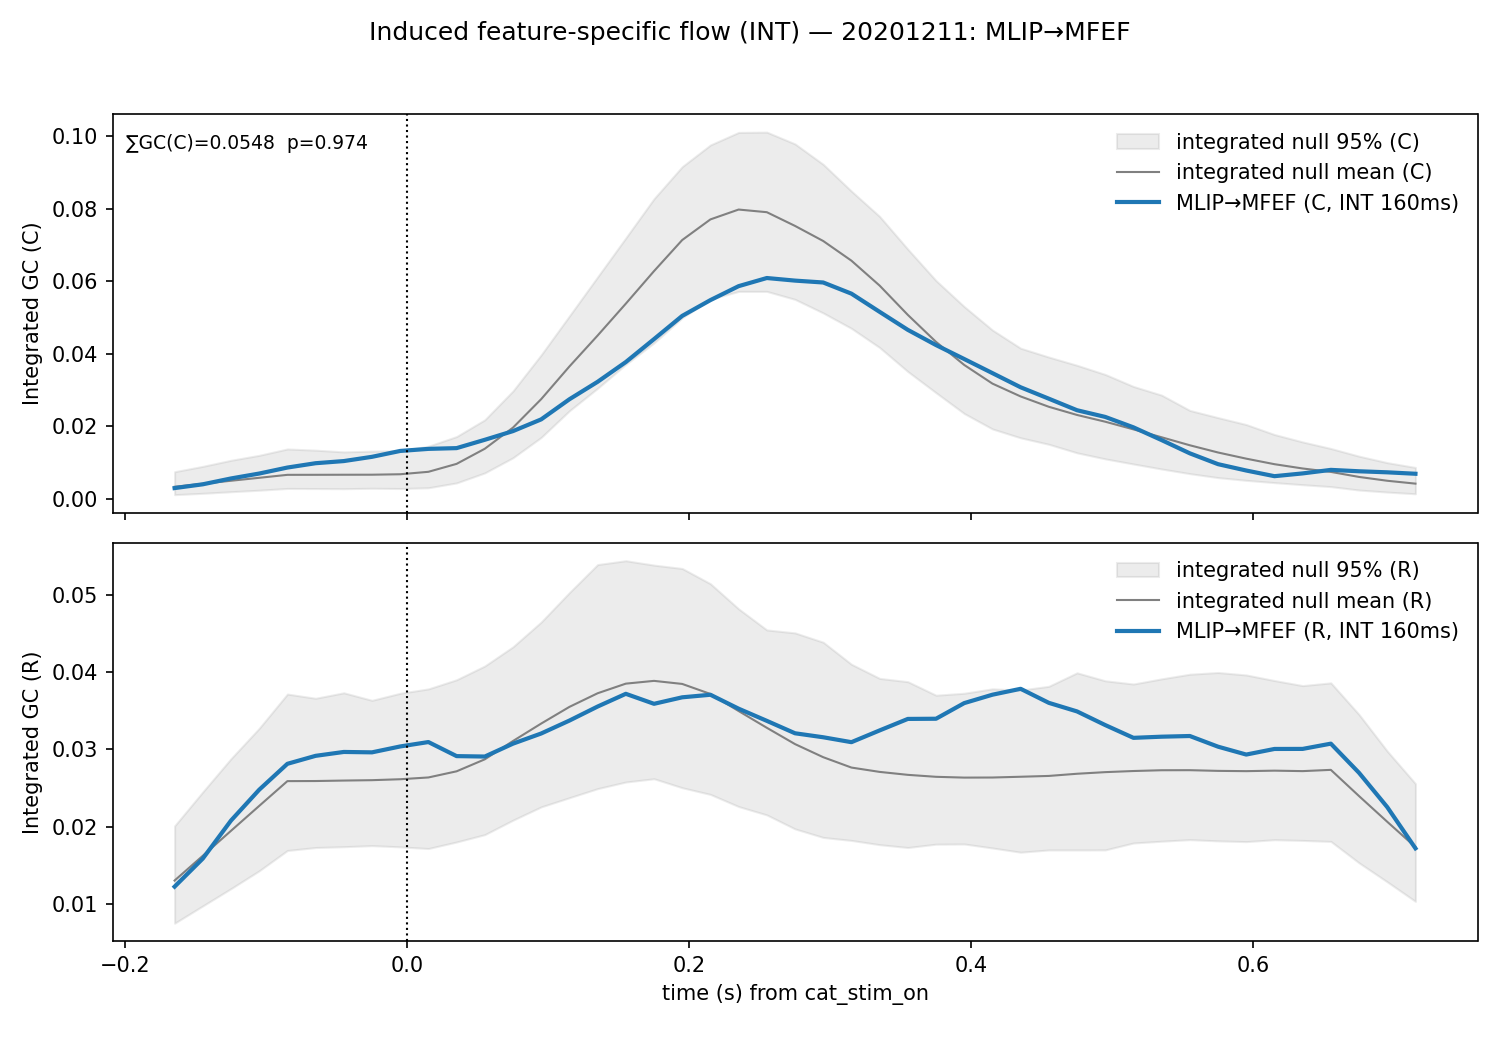 Induced feature-specific flow (INT) — 20201211: MLIP→MFEF
∑GC(C)=0.0548  p=0.974
integrated null 95% (C)
integrated null mean (C)
MLIP→MFEF (C, INT 160ms)
Integrated GC (C)
0.10
0.08
0.06
0.04
0.02
0.00
integrated null 95% (R)
integrated null mean (R)
MLIP→MFEF (R, INT 160ms)
Integrated GC (R)
0.05
0.04
0.03
0.02
0.01
−0.2 0.0 0.2 0.4 0.6
time (s) from cat_stim_on